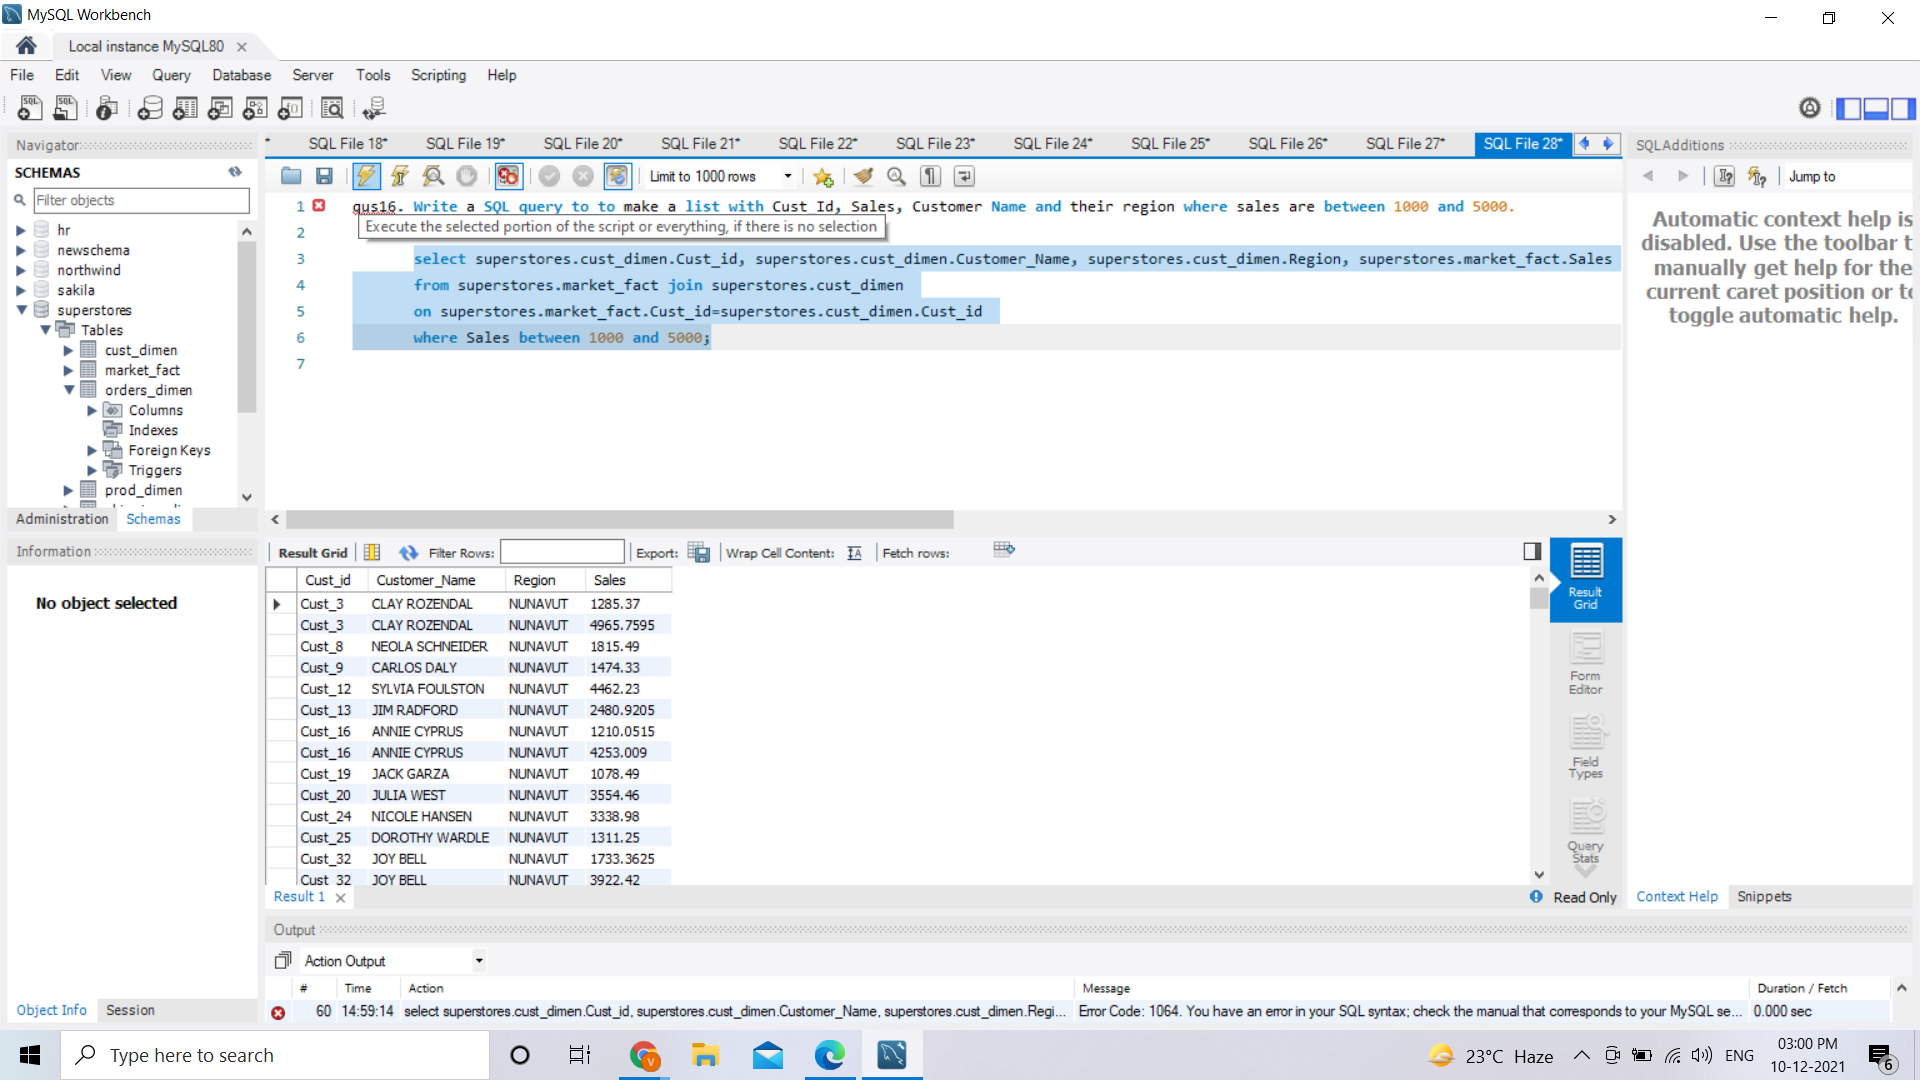 MySQL Workbench
Local instance MySQL80
File Edit View Query Database Server Tools Scripting Help
Navigator
SCHEMAS
Filter objects
hr
newschema
northwind
sakila
superstores
Tables
cust_dimen
market_fact
orders_dimen
Columns
Indexes
Foreign Keys
Triggers
prod_dimen
Administration Schemas
Information
No object selected
Object Info Session
SQL File 18* SQL File 19* SQL File 20* SQL File 21* SQL File 22* SQL File 23* SQL File 24* SQL File 25* SQL File 26* SQL File 27* SQL File 28*
Limit to 1000 rows
1 qus16. Write a SQL query to to make a list with Cust Id, Sales, Customer Name and their region where sales are between 1000 and 5000.
Execute the selected portion of the script or everything, if there is no selection
2
3 select superstores.cust_dimen.Cust_id, superstores.cust_dimen.Customer_Name, superstores.cust_dimen.Region, superstores.market_fact.Sales
4 from superstores.market_fact join superstores.cust_dimen
5 on superstores.market_fact.Cust_id=superstores.cust_dimen.Cust_id
6 where Sales between 1000 and 5000;
7
Result Grid Filter Rows: Export: Wrap Cell Content: Fetch rows:
Cust_id Customer_Name Region Sales
Cust_3 CLAY ROZENDAL NUNAVUT 1285.37
Cust_3 CLAY ROZENDAL NUNAVUT 4965.7595
Cust_8 NEOLA SCHNEIDER NUNAVUT 1815.49
Cust_9 CARLOS DALY NUNAVUT 1474.33
Cust_12 SYLVIA FOULSTON NUNAVUT 4462.23
Cust_13 JIM RADFORD NUNAVUT 2480.9205
Cust_16 ANNIE CYPRUS NUNAVUT 1210.0515
Cust_16 ANNIE CYPRUS NUNAVUT 4253.009
Cust_19 JACK GARZA NUNAVUT 1078.49
Cust_20 JULIA WEST NUNAVUT 3554.46
Cust_24 NICOLE HANSEN NUNAVUT 3338.98
Cust_25 DOROTHY WARDLE NUNAVUT 1311.25
Cust_32 JOY BELL NUNAVUT 1733.3625
Cust_32 JOY BELL NUNAVUT 3922.42
Result Grid
Form Editor
Field Types
Query Stats
Result 1
Read Only
SQLAdditions
Jump to
Automatic context help is
disabled. Use the toolbar t
manually get help for the
current caret position or to
toggle automatic help.
Context Help Snippets
Output
Action Output
# Time Action Message Duration / Fetch
60 14:59:14 select superstores.cust_dimen.Cust_id, superstores.cust_dimen.Customer_Name, superstores.cust_dimen.Regi... Error Code: 1064. You have an error in your SQL syntax; check the manual that corresponds to your MySQL se... 0.000 sec
Type here to search
23°C Haze
ENG
03:00 PM
10-12-2021
6